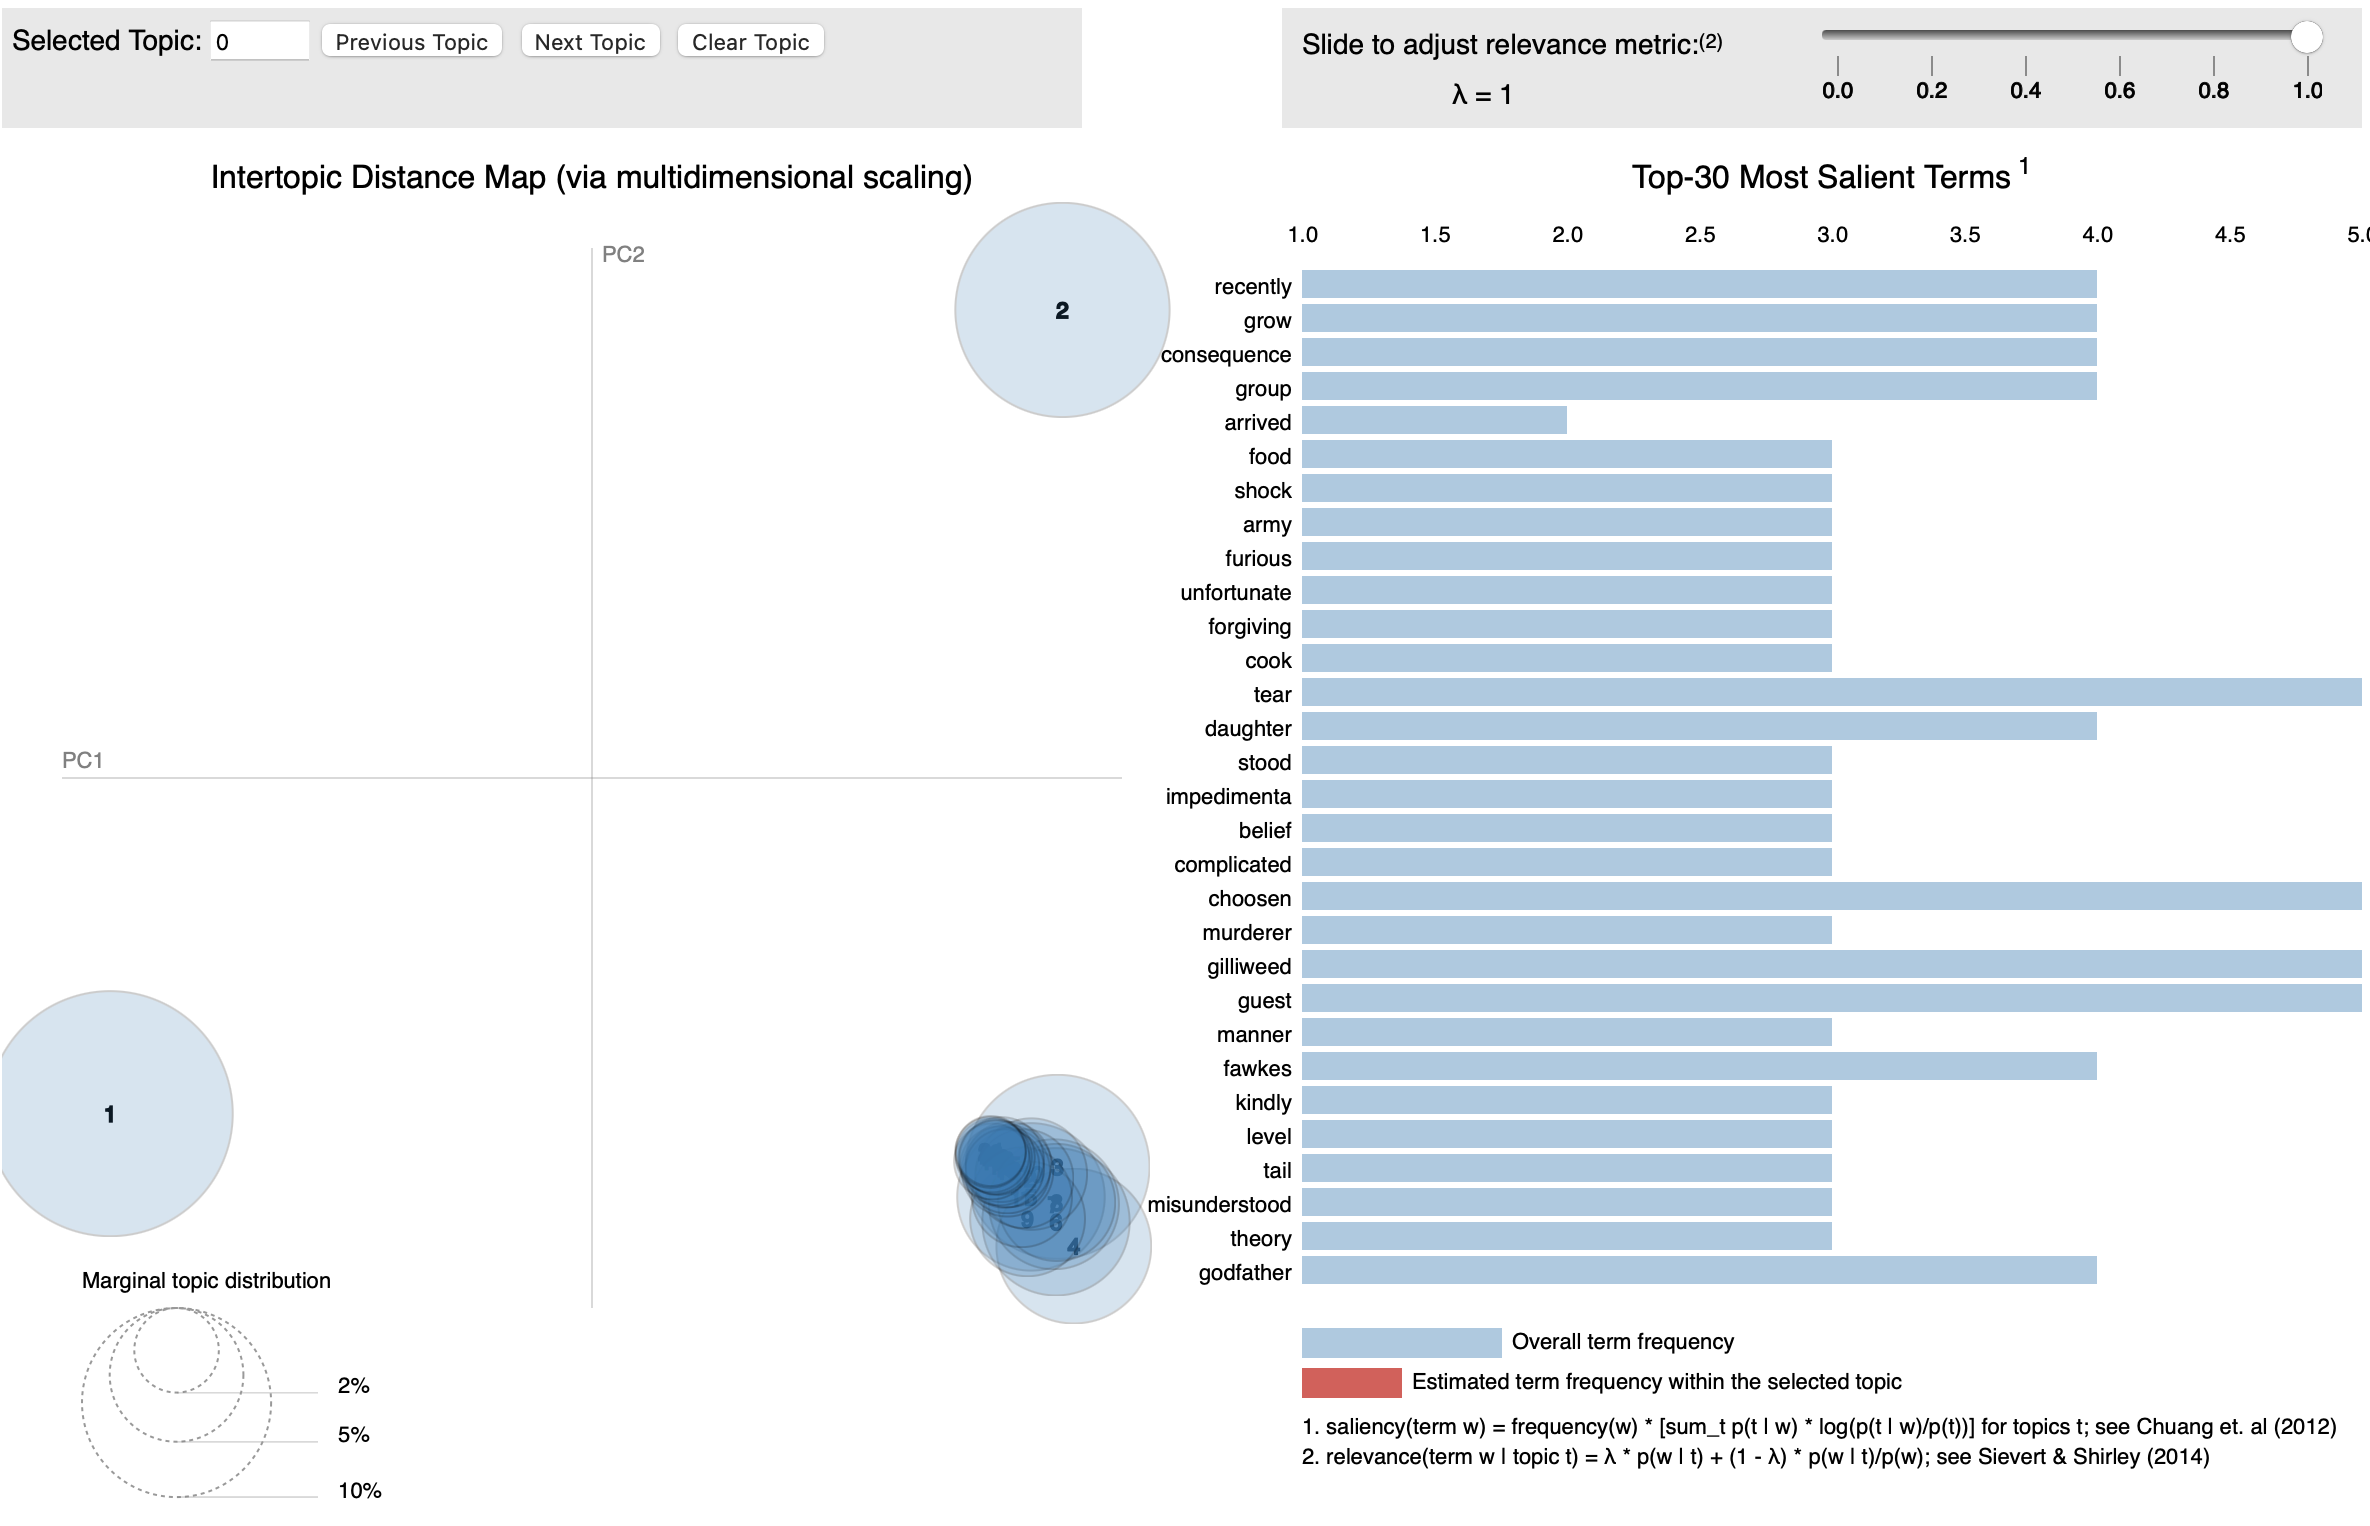 Selected Topic: 0 Previous Topic Next Topic Clear Topic
Slide to adjust relevance metric:(2)
λ = 1
0.0 0.2 0.4 0.6 0.8 1.0
Intertopic Distance Map (via multidimensional scaling)
PC2
PC1
2
1
3
9
4
Marginal topic distribution
2%
5%
10%
Top-30 Most Salient Terms 1
1.0 1.5 2.0 2.5 3.0 3.5 4.0 4.5
recently
grow
consequence
group
arrived
food
shock
army
furious
unfortunate
forgiving
cook
tear
daughter
stood
impedimenta
belief
complicated
choosen
murderer
gilliweed
guest
manner
fawkes
kindly
level
tail
misunderstood
theory
godfather
Overall term frequency
Estimated term frequency within the selected topic
1. saliency(term w) = frequency(w) * [sum_t p(t | w) * log(p(t | w)/p(t))] for topics t; see Chuang et. al (2012)
2. relevance(term w | topic t) = λ * p(w | t) + (1 - λ) * p(w | t)/p(w); see Sievert & Shirley (2014)